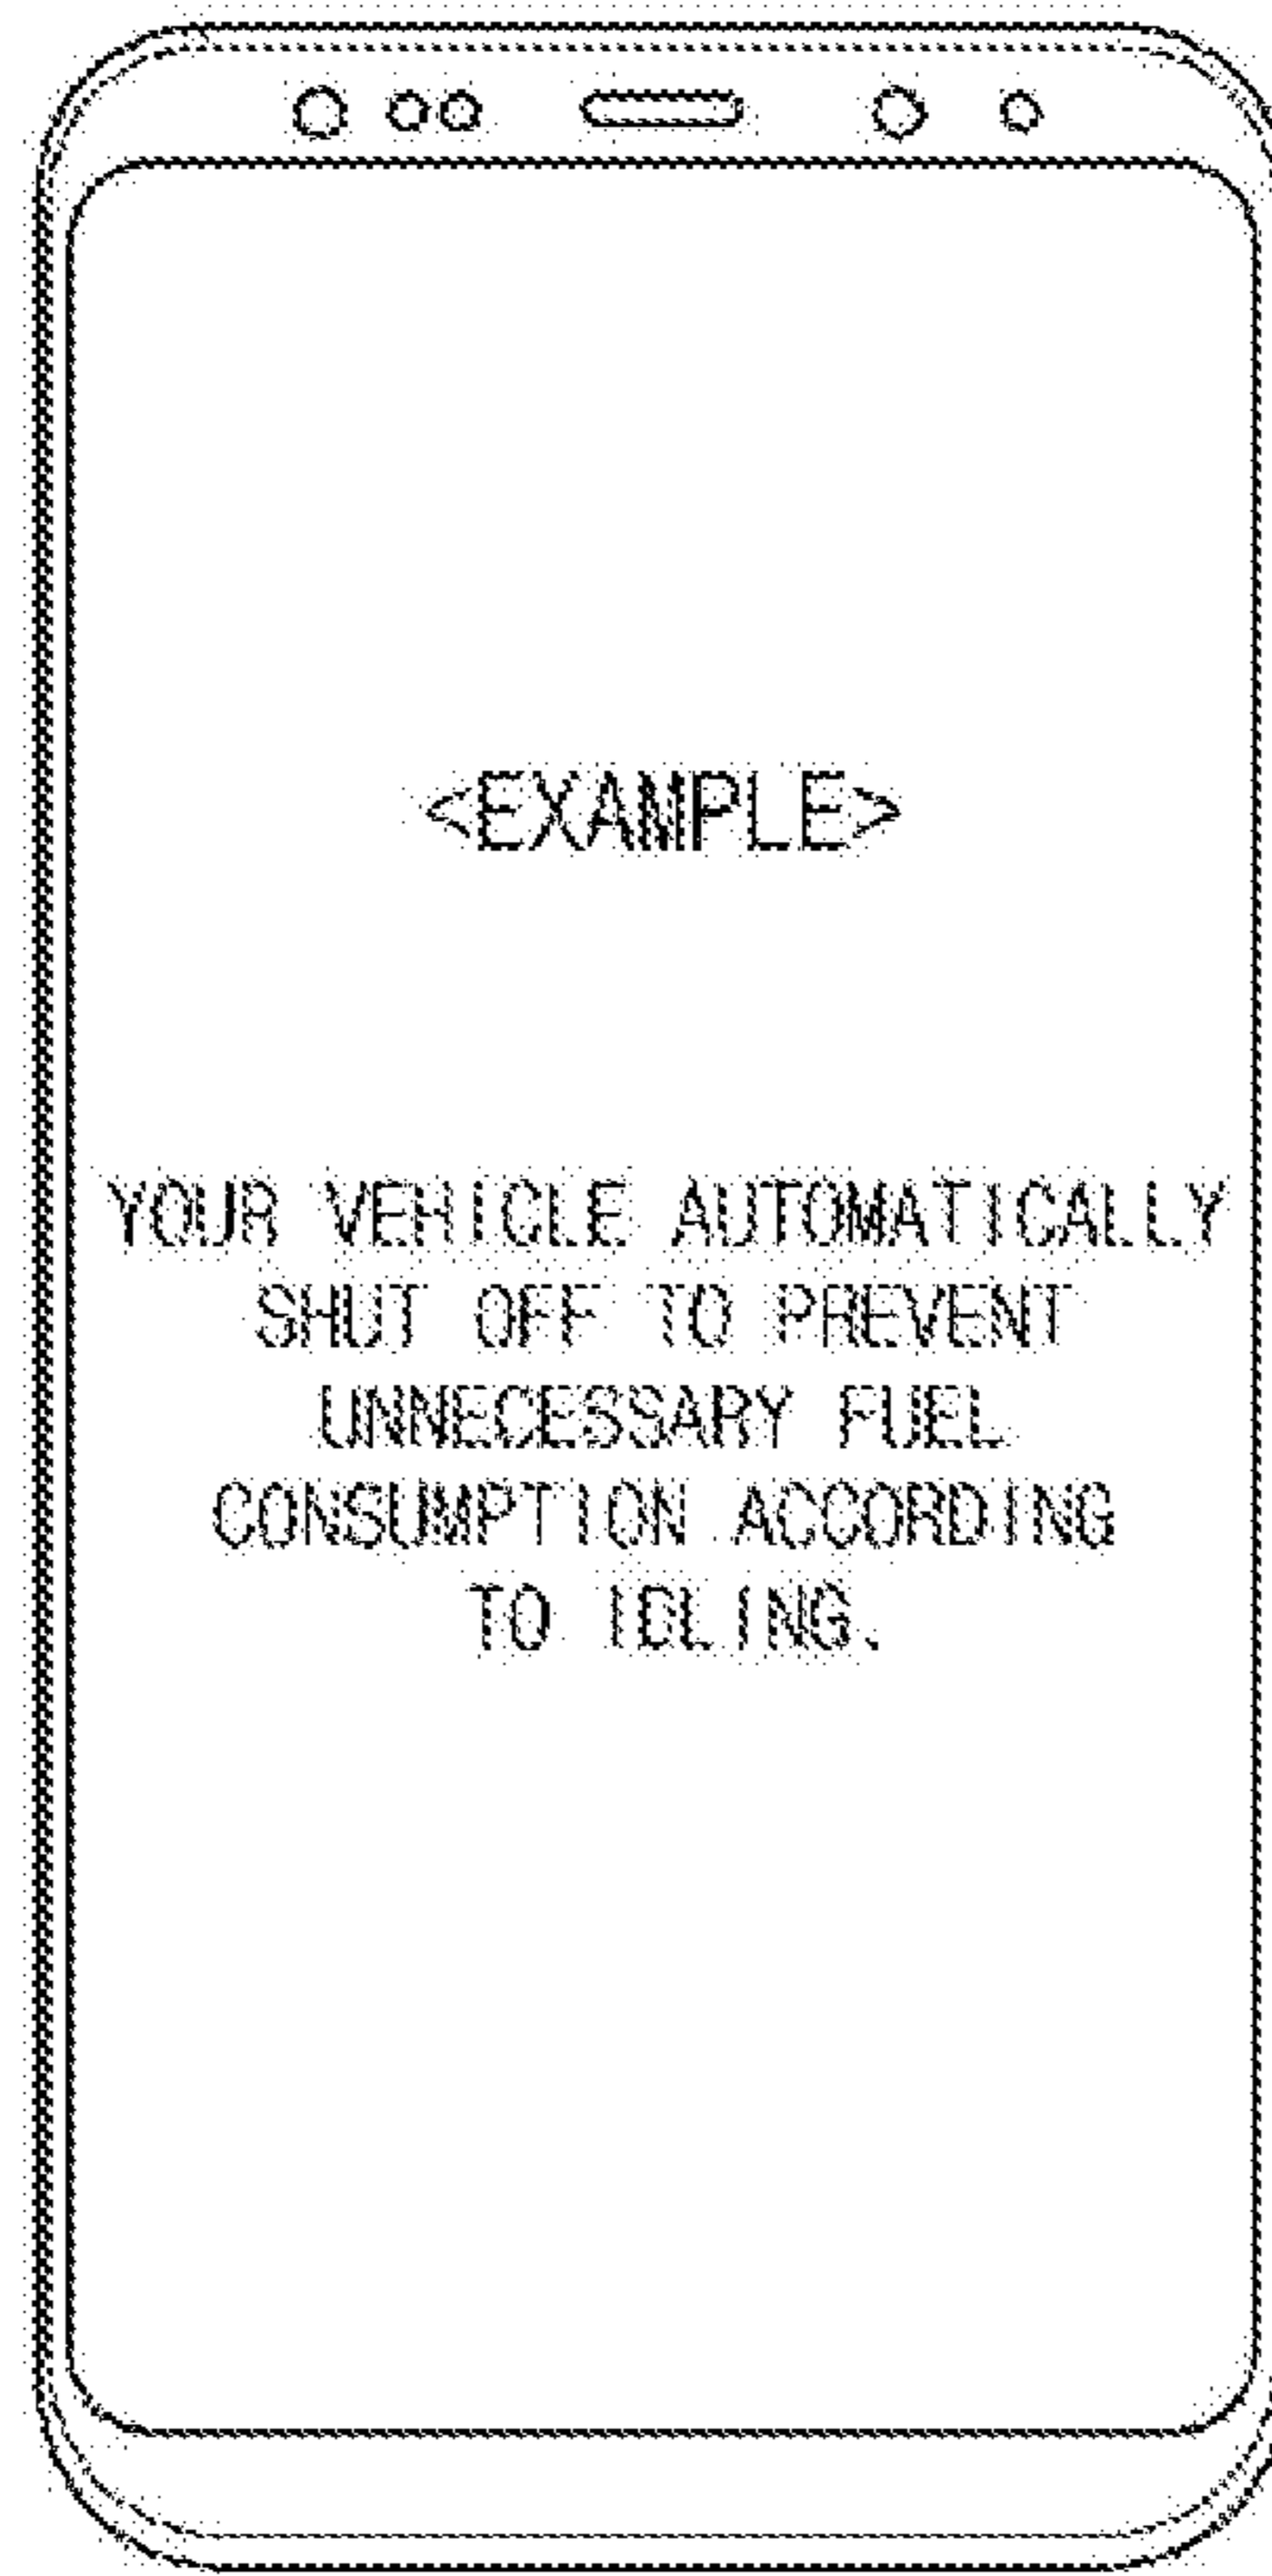 <EXAMPLE>
YOUR VEHICLE AUTOMATICALLY
SHUT OFF TO PREVENT
UNNECESSARY FUEL
CONSUMPTION ACCORDING
TO IDLING.